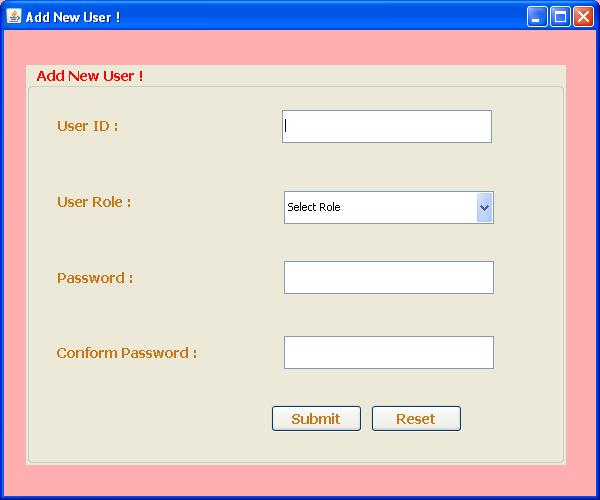 Add New User !
Add New User !
User ID :
User Role :
Select Role
Password :
Conform Password :
Submit
Reset